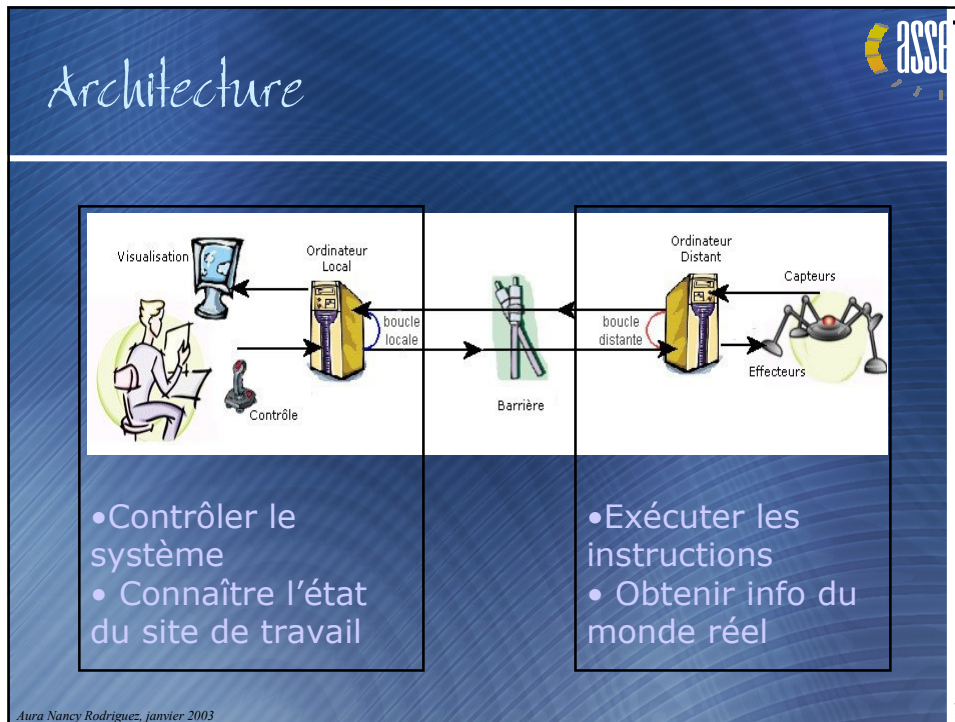 Architecture
asse
Visualisation
Ordinateur
Local
boucle
locale
Contrôle
Barrière
Ordinateur
Distant
boucle
distante
Capteurs
Effecteurs
•Contrôler le
système
• Connaître l’état
du site de travail
•Exécuter les
instructions
• Obtenir info du
monde réel
Aura Nancy Rodriguez, janvier 2003